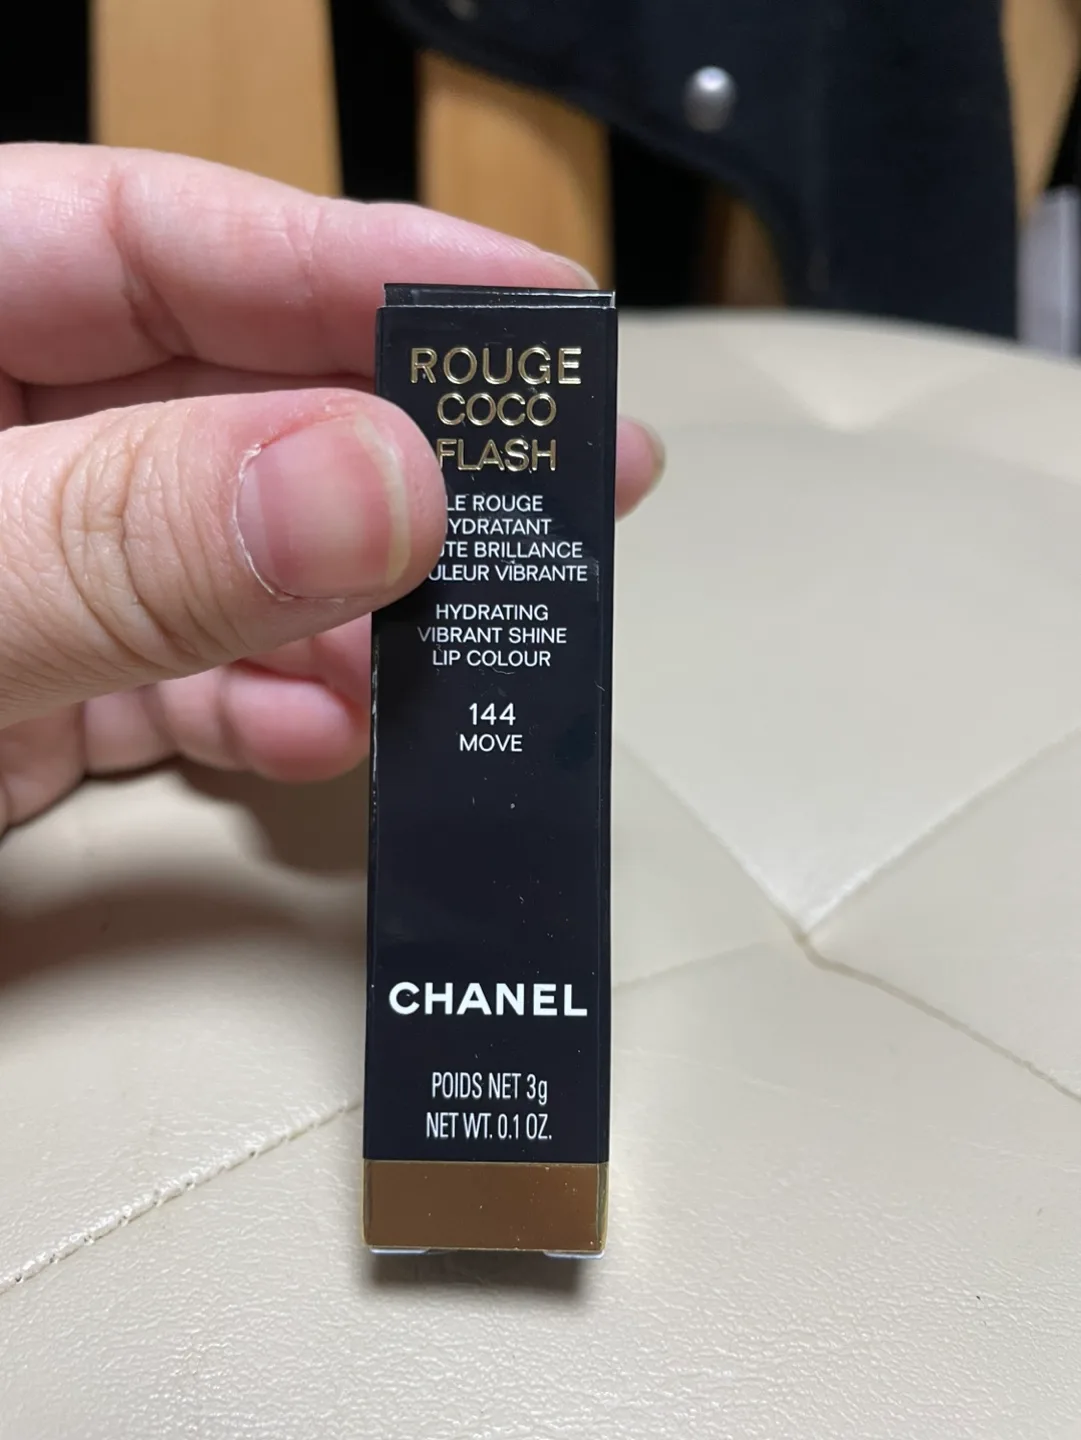 ROUGE
COCO
FLASH
LE ROUGE
BRILLANCE
VIBRANTE
HYDRATING
VIBRANT SHINE
LIP COLOUR
144
MOVE
CHANEL
POIDS NET 3g
NET WT. 0.1 OZ.